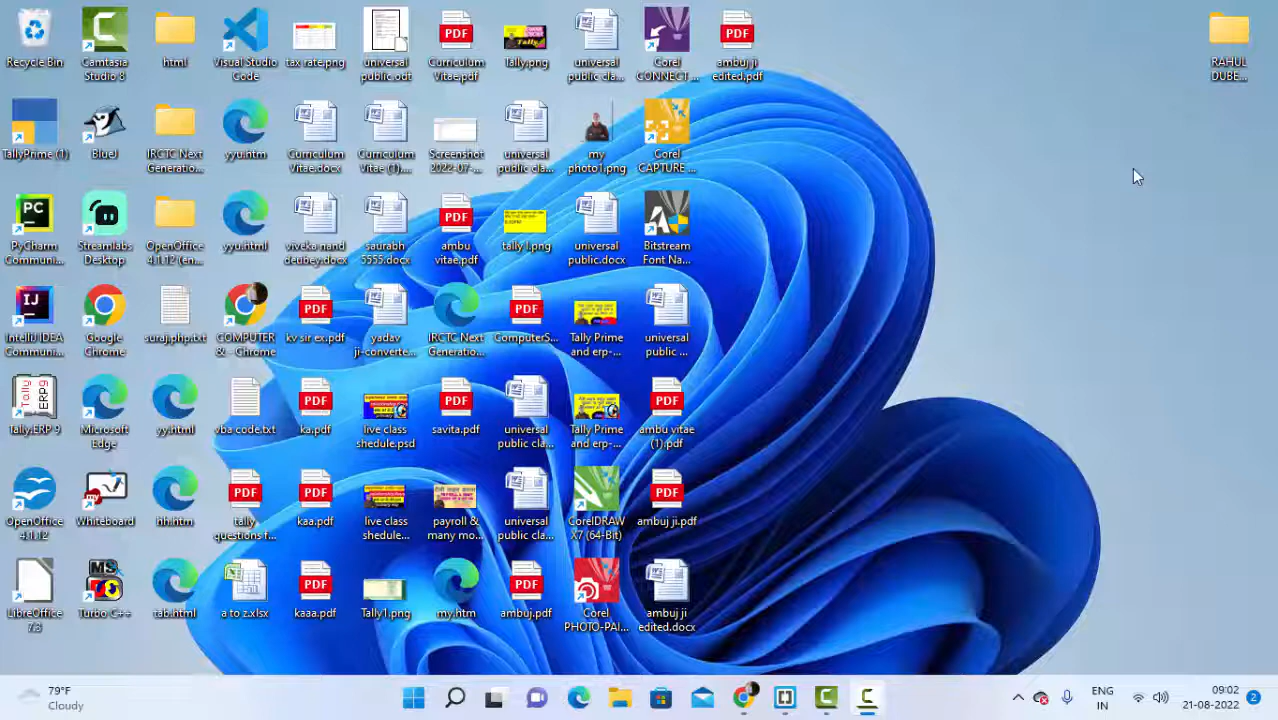 Recycle Bin
Camtasia
Studio 8
html
Visual Studio
Code
tax rate.png
universal
public.odt
Curriculum
Vitae.pdf
Tally.png
universal
public cla...
Corel
CONNECT ...
ambuj ji
edited.pdf
RAHUL
DUBE...
TallyPrime (1)
BlueJ
IRCTC Next
Generatio...
yyu.htm
Curriculum
Vitae.docx
Curriculum
Vitae (1)....
Screenshot
2022-07-...
universal
public cla...
my
photo1.png
Corel
CAPTURE ...
PyCharm
Communi...
Streamlabs
Desktop
OpenOffice
4.1.12 (en...
yyu.html
viveka nand
deubey.docx
saurabh
5555.docx
ambu
vitae.pdf
tally l.png
universal
public.docx
Bitstream
Font Na...
IntelliJ IDEA
Communi...
Google
Chrome
suraj.php.txt
COMPUTER
& - Chrome
kv sir ex.pdf
yadav
ji-converte...
IRCTC Next
Generatio...
ComputerS...
Tally Prime
and erp-...
universal
public ...
Tally.ERP 9
Microsoft
Edge
yy.html
vba code.txt
ka.pdf
live class
shedule.psd
savita.pdf
universal
public cla...
Tally Prime
and erp-...
ambu vitae
(1).pdf
OpenOffice
4.1.12
Whiteboard
hh.htm
tally
questions f...
kaa.pdf
live class
shedule...
payroll &
many mo...
universal
public cla...
CorelDRAW
X7 (64-Bit)
ambuj ji.pdf
LibreOffice
7.3
Turbo C++
tab.html
a to z.xlsx
kaaa.pdf
Tally1.png
my.htm
ambuj.pdf
Corel
PHOTO-PAI...
ambuj ji
edited.docx
79°F
Cloudy
ENG
IN
09:02
21-08-2022
2